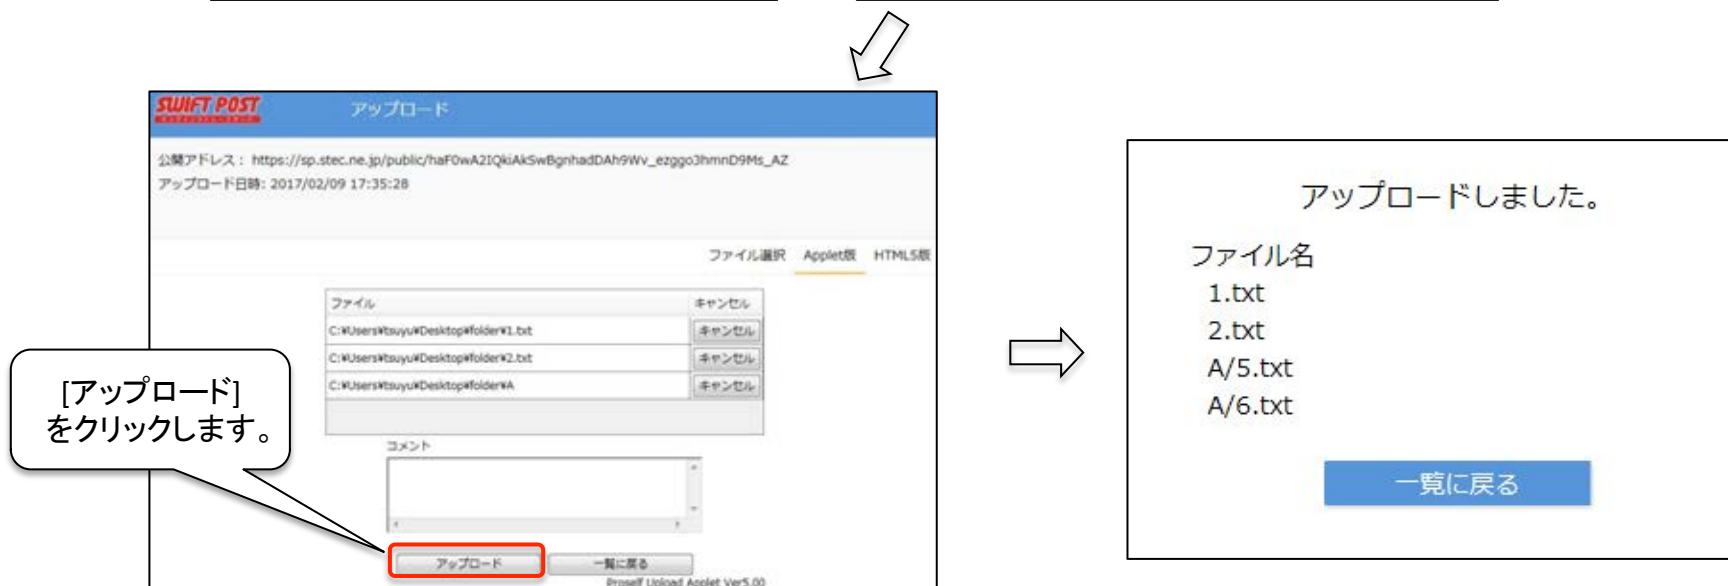 SWIFT POST
アップロード
公開アドレス： https://sp.stec.ne.jp/public/haF0wA2IQkiAkSwBgnhadDAh9Wv_ezggo3hmnD9Ms_AZ
アップロード日時: 2017/02/09 17:35:28
ファイル選択 Applet版 HTML5版
ファイル キャンセル
C:¥Users¥tsuyu¥Desktop¥folder¥1.txt キャンセル
C:¥Users¥tsuyu¥Desktop¥folder¥2.txt キャンセル
C:¥Users¥tsuyu¥Desktop¥folder¥A キャンセル
コメント
アップロード 一覧に戻る
Proself Upload Applet Ver5.00
[アップロード]
をクリックします。
アップロードしました。
ファイル名
1.txt
2.txt
A/5.txt
A/6.txt
一覧に戻る